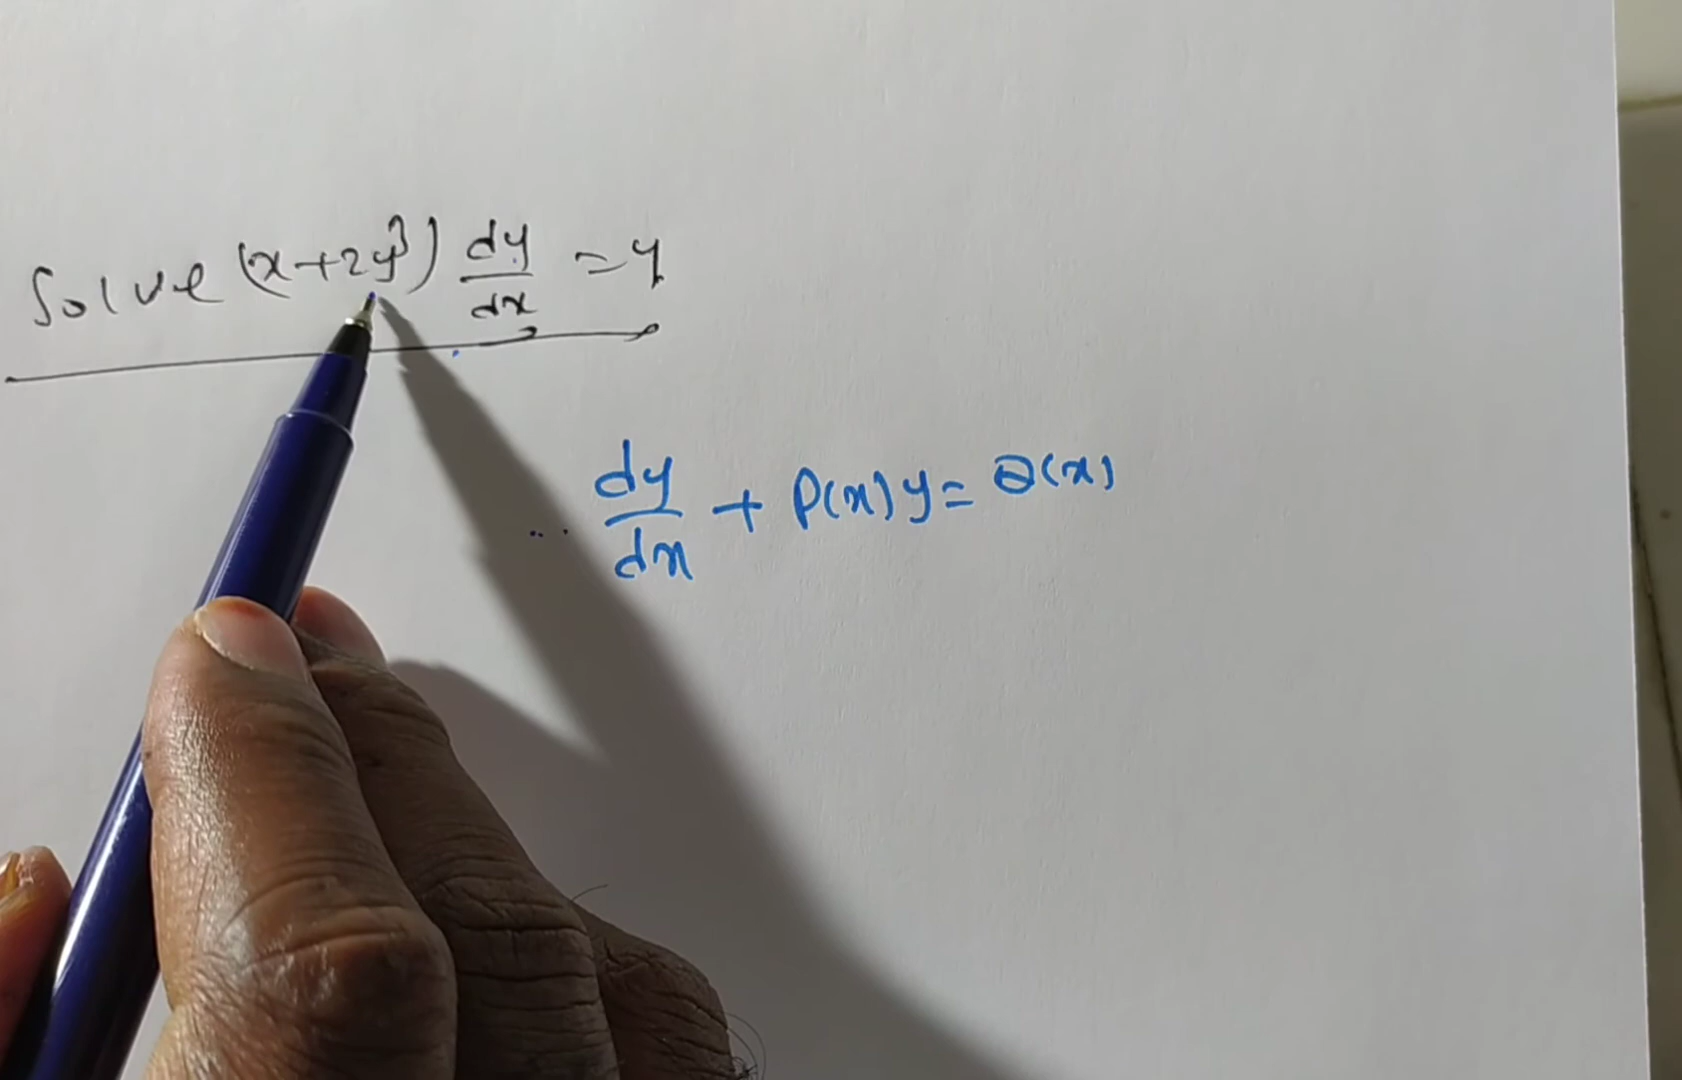 Solve (x+2y³) dy/dx = y
dy/dx + P(x)y = Q(x)